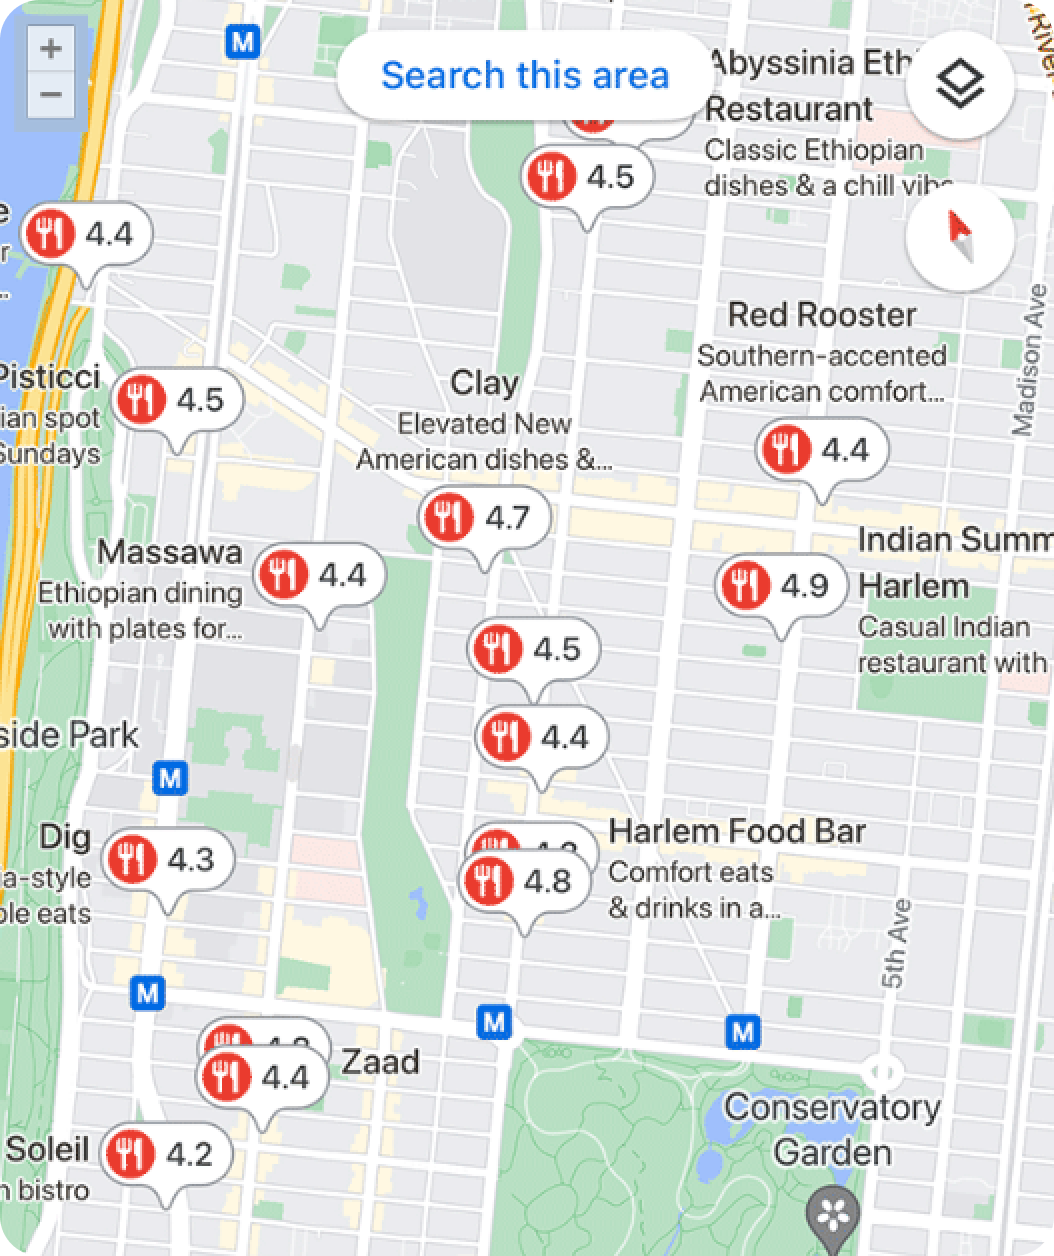 M
Search this area
Abyssinia Eth
Restaurant
Classic Ethiopian
dishes & a chill vibe
4.5
e
4.4
r
..
Madison Ave
Red Rooster
Southern-accented
American comfort...
4.4
Pisticci
ian spot
Sundays
4.5
Clay
Elevated New
American dishes &...
4.7
Massawa
Ethiopian dining
with plates for...
4.4
Indian Summ
Harlem
Casual Indian
restaurant with
4.9
4.5
4.4
side Park
M
Dig
a-style
ble eats
4.3
Harlem Food Bar
Comfort eats
& drinks in a...
4.8
5th Ave
M
M
M
Zaad
4.4
Conservatory
Garden
Soleil
n bistro
4.2